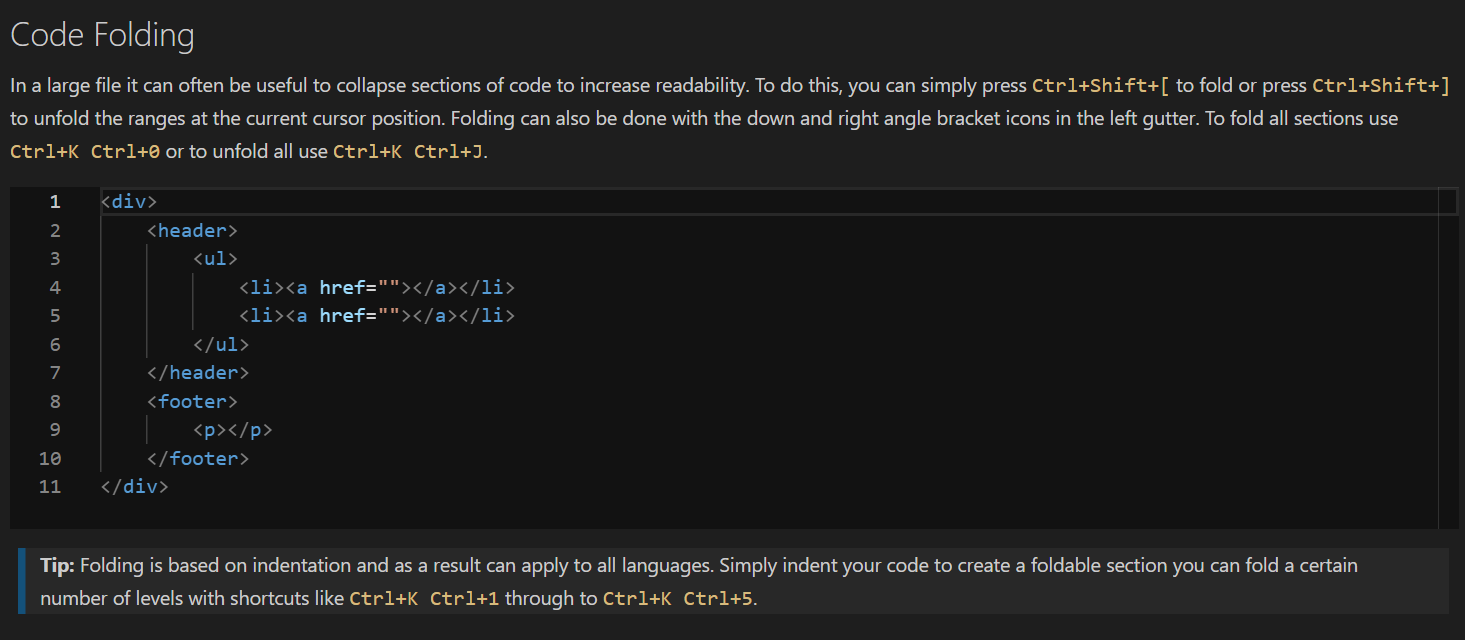 Code Folding
In a large file it can often be useful to collapse sections of code to increase readability. To do this, you can simply press Ctrl+Shift+[ to fold or press Ctrl+Shift+]
to unfold the ranges at the current cursor position. Folding can also be done with the down and right angle bracket icons in the left gutter. To fold all sections use
Ctrl+K Ctrl+0 or to unfold all use Ctrl+K Ctrl+J.
1 <div>
2     <header>
3         <ul>
4             <li><a href=""></a></li>
5             <li><a href=""></a></li>
6         </ul>
7     </header>
8     <footer>
9         <p></p>
10     </footer>
11 </div>
Tip: Folding is based on indentation and as a result can apply to all languages. Simply indent your code to create a foldable section you can fold a certain
number of levels with shortcuts like Ctrl+K Ctrl+1 through to Ctrl+K Ctrl+5.